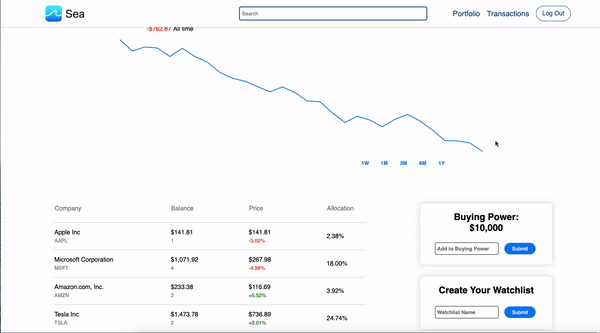 Sea
Search
Portfolio
Transactions
Log Out
-$762.87 All time
1W 1M 3M 6M 1Y
Company Balance Price Allocation
Apple Inc $141.81 $141.81 2.38%
AAPL 1 -3.02%
Microsoft Corporation $1,071.92 $267.98 18.00%
MSFT 4 -4.59%
Amazon.com, Inc. $233.38 $116.69 3.92%
AMZN 2 +5.52%
Tesla Inc $1,473.78 $736.89 24.74%
TSLA 2 +2.01%
Buying Power:
$10,000
Add to Buying Power Submit
Create Your Watchlist
Watchlist Name Submit